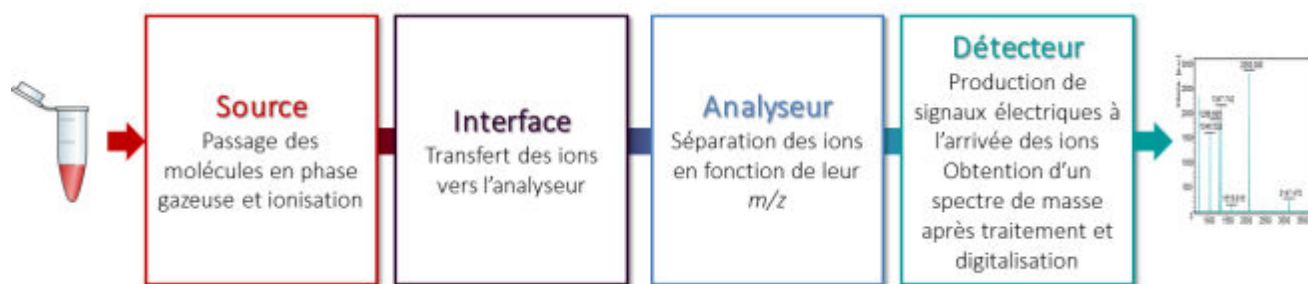 Source
Passage des
molécules en phase
gazeuse et ionisation
Interface
Transfert des ions
vers l'analyseur
Analyseur
Séparation des ions
en fonction de leur
m/z
Détecteur
Production de
signaux électriques à
l'arrivée des ions
Obtention d'un
spectre de masse
après traitement et
digitalisation